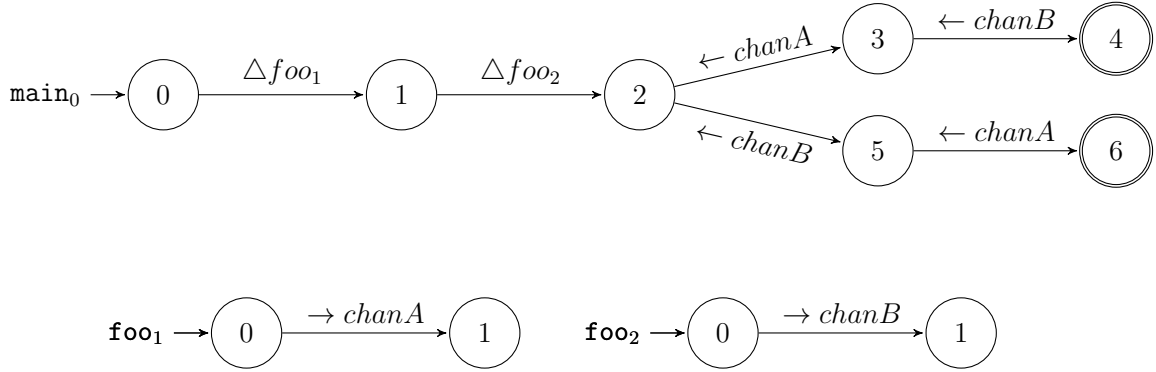 ← chanA
3
← chanB
4
main₀
0
△foo₁
1
△foo₂
2
← chanB
5
← chanA
6
foo₁
0
→ chanA
1
foo₂
0
→ chanB
1